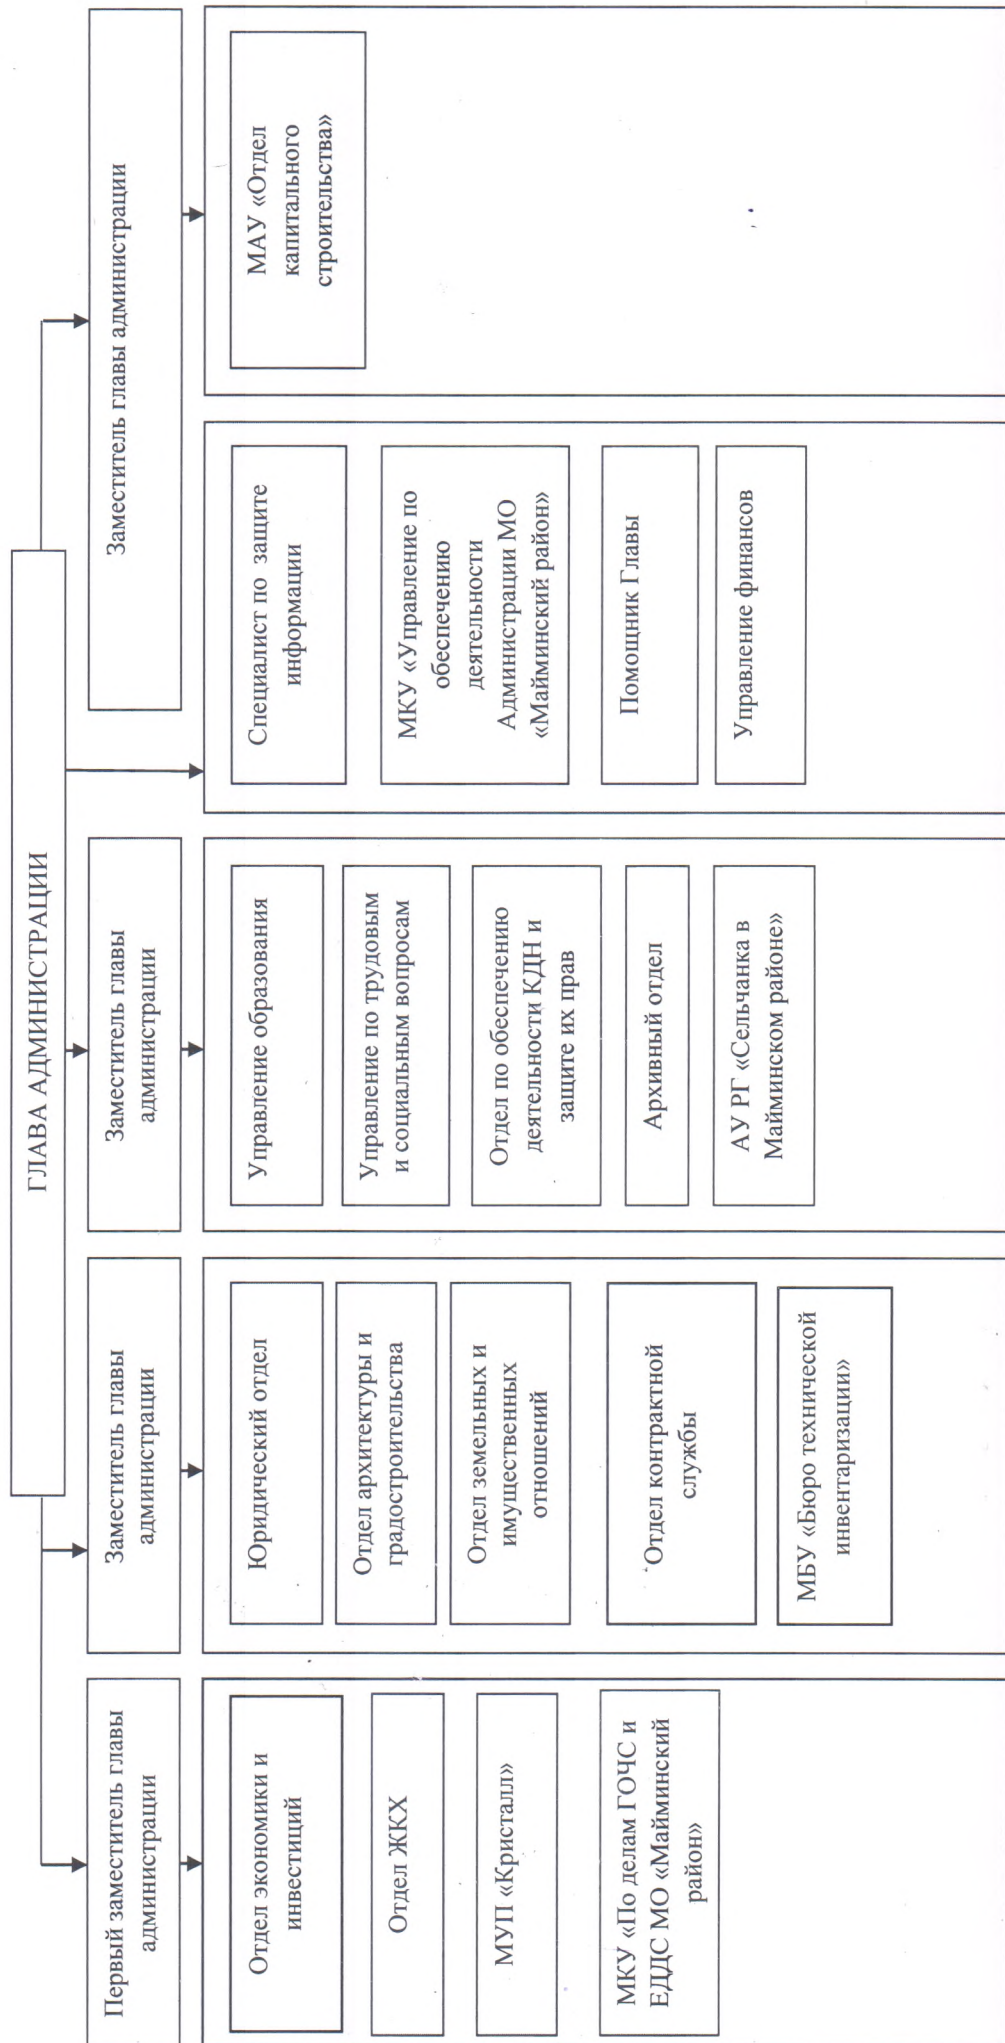 ГЛАВА АДМИНИСТРАЦИИ
Первый заместитель главы
администрации
Заместитель главы
администрации
Заместитель главы
администрации
Заместитель главы администрации
Отдел экономики и
инвестиций
Отдел ЖКХ
МУП «Кристалл»
МКУ «По делам ГОЧС и
ЕДДС МО «Майминский
район»
Юридический отдел
Отдел архитектуры и
градостроительства
Отдел земельных и
имущественных
отношений
Отдел контрактной
службы
МБУ «Бюро технической
инвентаризации»
Управление образования
Управление по трудовым
и социальным вопросам
Отдел по обеспечению
деятельности КДН и
защите их прав
Архивный отдел
АУ РГ «Сельчанка в
Майминском районе»
Специалист по защите
информации
МКУ «Управление по
обеспечению
деятельности
Администрации МО
«Майминский район»
Помощник Главы
Управление финансов
МАУ «Отдел
капитального
строительства»